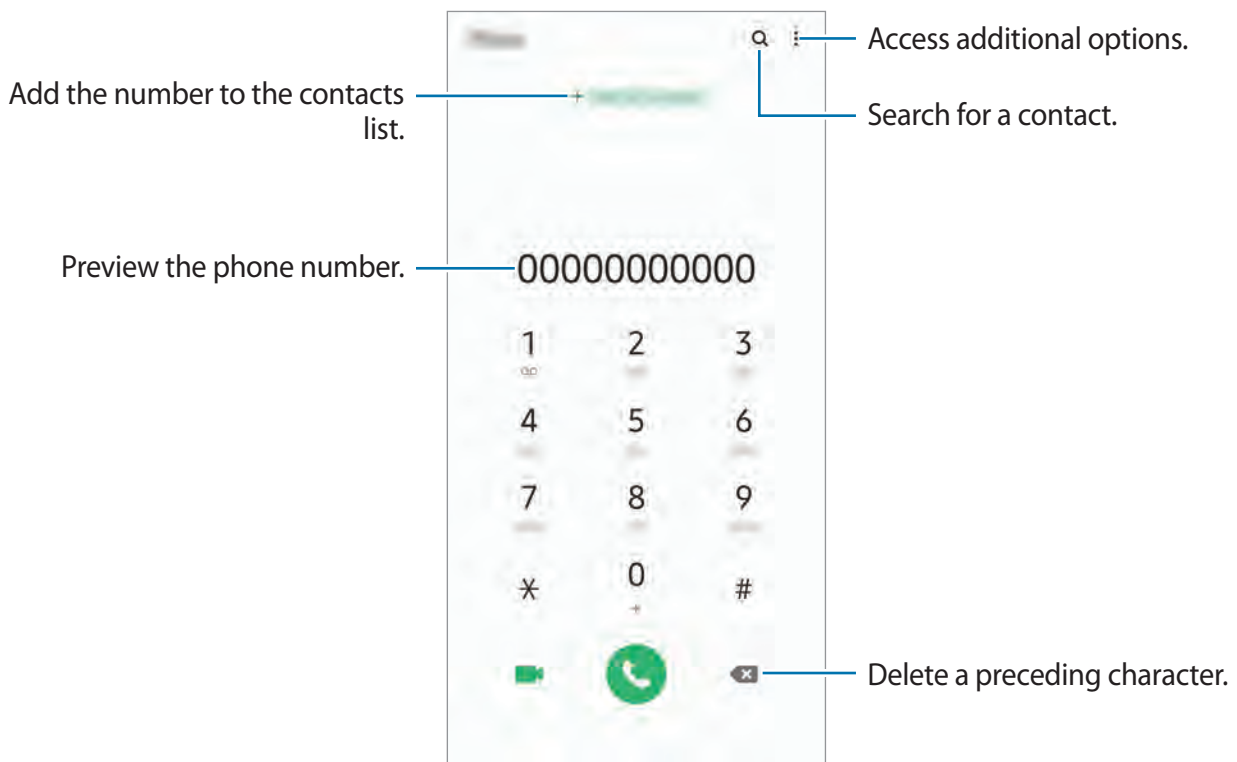 Access additional options.
Add the number to the contacts
list.
Search for a contact.
Preview the phone number.
00000000000
1 2 3
4 5 6
7 8 9
* 0 #
+
Delete a preceding character.